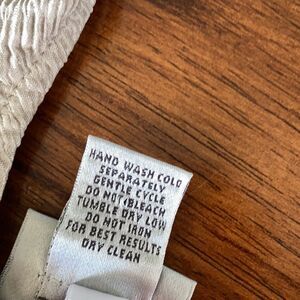 HAND WASH COLD
SEPARATELY
GENTLE CYCLE
DO NOT BLEACH
TUMBLE DRY LOW
DO NOT IRON
FOR BEST RESULTS
DRY CLEAN